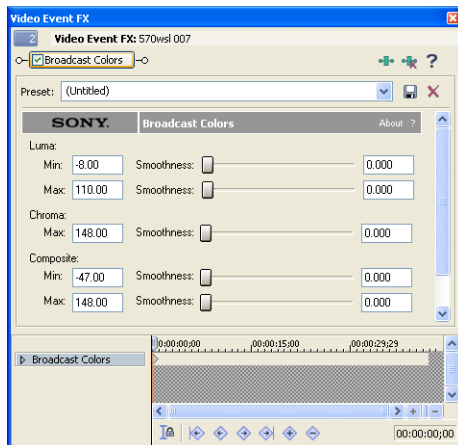 Video Event FX
2 Video Event FX: 570wsl 007
Broadcast Colors
?
Preset: (Untitled)
SONY. Broadcast Colors About ?
Luma:
Min: -8.00 Smoothness: 0.000
Max: 110.00 Smoothness: 0.000
Chroma:
Max: 148.00 Smoothness: 0.000
Composite:
Min: -47.00 Smoothness: 0.000
Max: 148.00 Smoothness: 0.000
0:00:00;00 00:00:15;00 00:00:29;29
Broadcast Colors
00:00:00;00